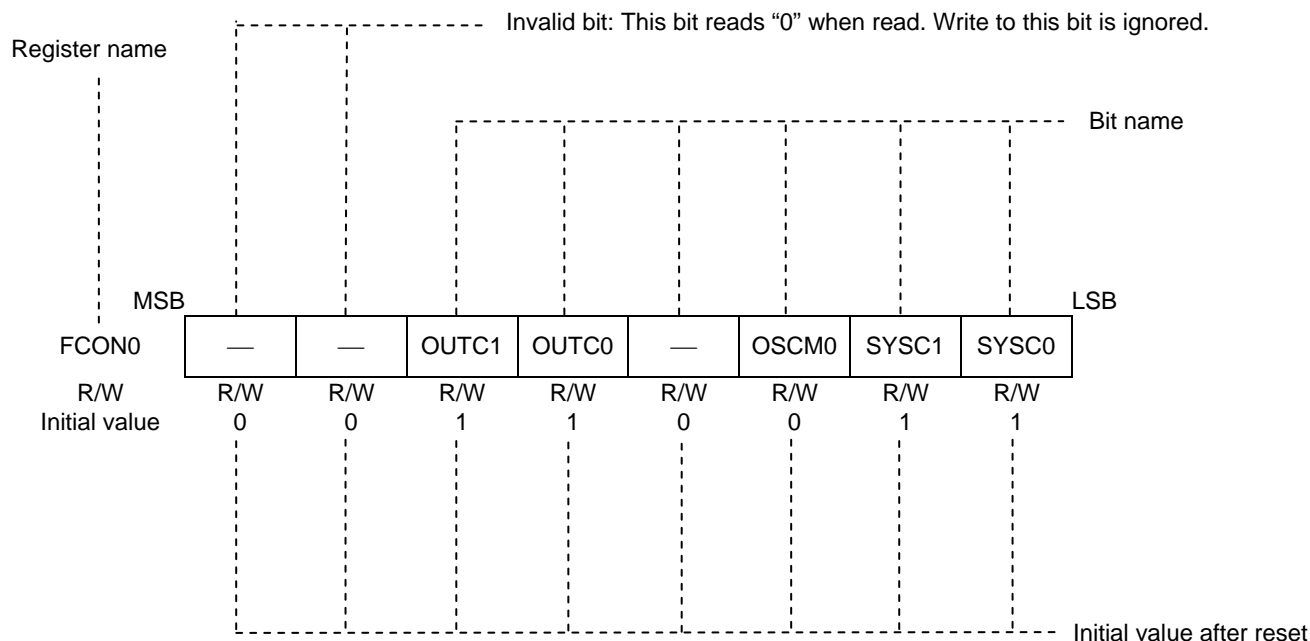 Invalid bit: This bit reads “0” when read. Write to this bit is ignored.
Register name
Bit name
MSB LSB
FCON0 — — OUTC1 OUTC0 — OSCM0 SYSC1 SYSC0
R/W R/W R/W R/W R/W R/W R/W R/W R/W
Initial value 0 0 1 1 0 0 1 1
Initial value after reset